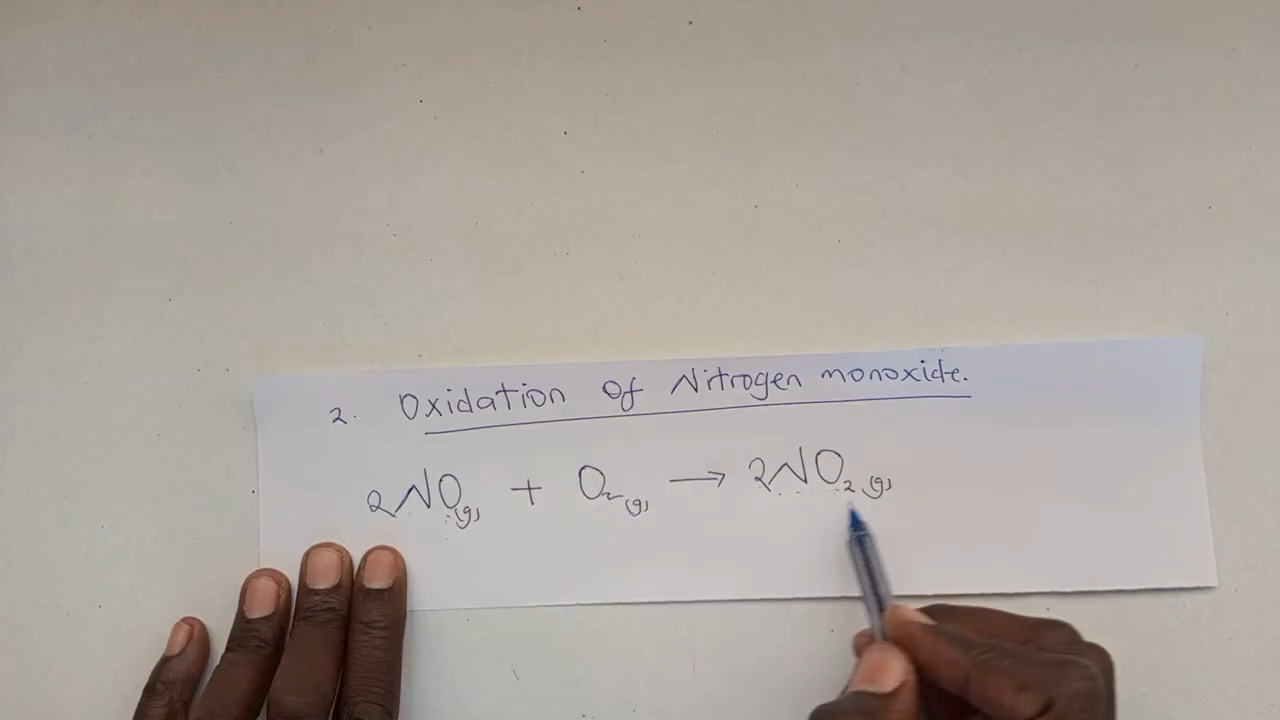 2. Oxidation Of Nitrogen monoxide.
2NO(g) + O₂(g) → 2NO₂(g)